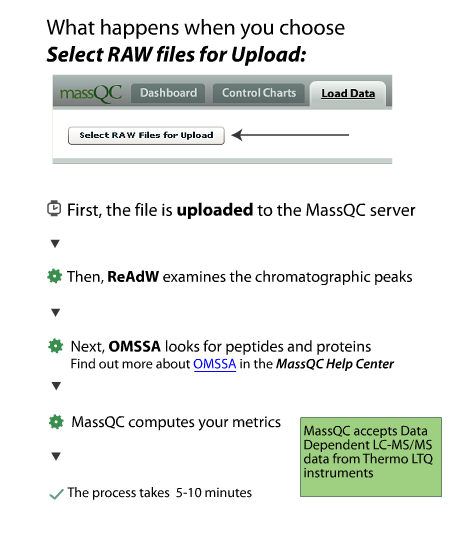 What happens when you choose
Select RAW files for Upload:
massQC Dashboard Control Charts Load Data
Select RAW Files for Upload
First, the file is uploaded to the MassQC server
Then, ReAdW examines the chromatographic peaks
Next, OMSSA looks for peptides and proteins
Find out more about OMSSA in the MassQC Help Center
MassQC computes your metrics
MassQC accepts Data
Dependent LC-MS/MS
data from Thermo LTQ
instruments
The process takes 5-10 minutes